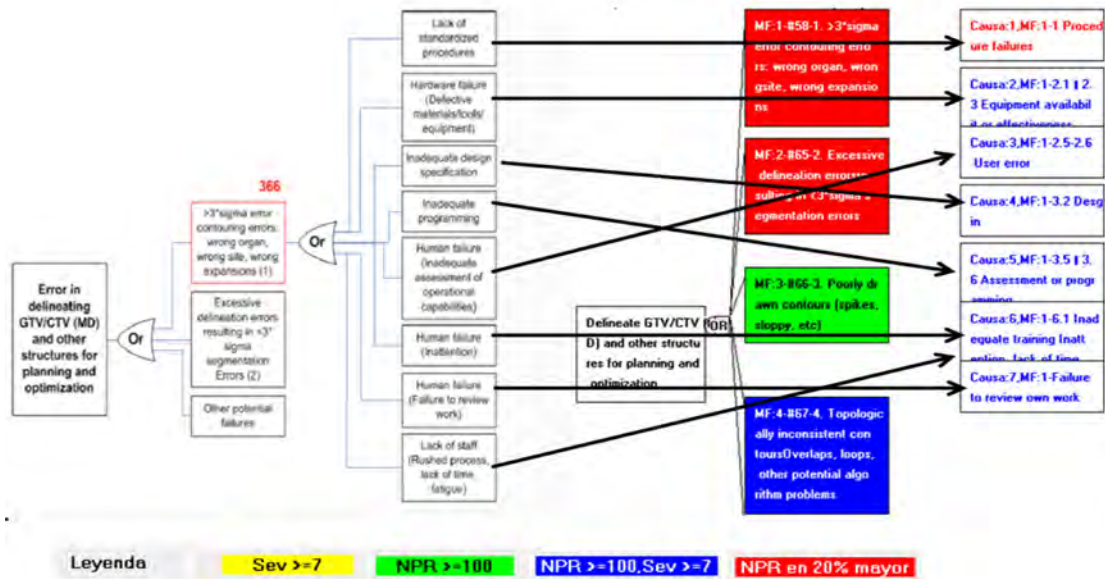 Error in
delineating
GTV/CTV (MD)
and other
structures for
planning and
optimization
Or
366
>3*sigma error
contouring errors:
wrong organ,
wrong site, wrong
expansions (1)
Excessive
delineation errors
resulting in <3*
sigma
segmentation
Errors (2)
Other potential
failures
Or
Lack of
standardized
procedures
Hardware failure
(Defective
materials/tools/
equipment)
Inadequate design
specification
Inadequate
programming
Human failure
(Inadequate
assessment of
operational
capabilities)
Human failure
(Inattention)
Human failure
(Failure to review
work)
Lack of staff
(Rushed process,
lack of time,
fatigue)
Delineate GTV/CTV
D) and other structu
res for planning and
optimization
OR
MF:1-#58-1. >3*sigma
error contouring erro
rs: wrong organ, wron
gsite, wrong expansio
ns
MF:2-#65-2. Excessive
delineation errors
sulting in <3*sigma s
egmentation errors
MF:3-#66-3. Poorly dr
awn contours (spikes,
sloppy, etc)
MF:4-#67-4. Topologic
ally inconsistent con
toursOverlaps, loops,
other potential algo
rithm problems
Causa:1,MF:1-1 Proced
ure failures
Causa:2,MF:1-2.1 | 2.
3 Equipment availabil
it or effectiveness
Causa:3,MF:1-2.5-2.6
User error
Causa:4,MF:1-3.2 Desg
in
Causa:5,MF:1-3.5 | 3.
6 Assessment or progr
amming
Causa:6,MF:1-6.1 Inad
equate training Inatt
ention, lack of time
Causa:7,MF:1-Failure
to review own work
Leyenda
Sev >=7
NPR >=100
NPR >=100,Sev >=7
NPR en 20% mayor